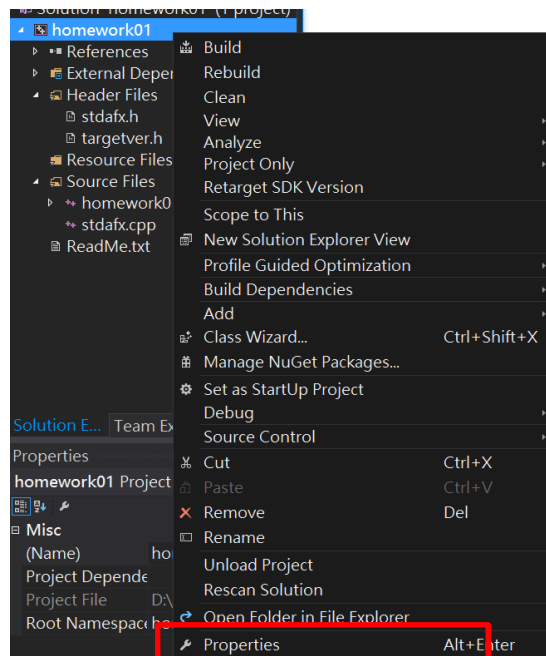 Solution 'homework01' (1 project)
homework01
References
External Deper
Header Files
stdafx.h
targetver.h
Resource Files
Source Files
homework0
stdafx.cpp
ReadMe.txt
Solution E... Team Ex
Properties
homework01 Project
Misc
(Name) ho
Project Depende
Project File D:\
Root Namespac ho
Build
Rebuild
Clean
View
Analyze
Project Only
Retarget SDK Version
Scope to This
New Solution Explorer View
Profile Guided Optimization
Build Dependencies
Add
Class Wizard... Ctrl+Shift+X
Manage NuGet Packages...
Set as StartUp Project
Debug
Source Control
Cut Ctrl+X
Paste Ctrl+V
Remove Del
Rename
Unload Project
Rescan Solution
Open Folder in File Explorer
Properties Alt+Enter